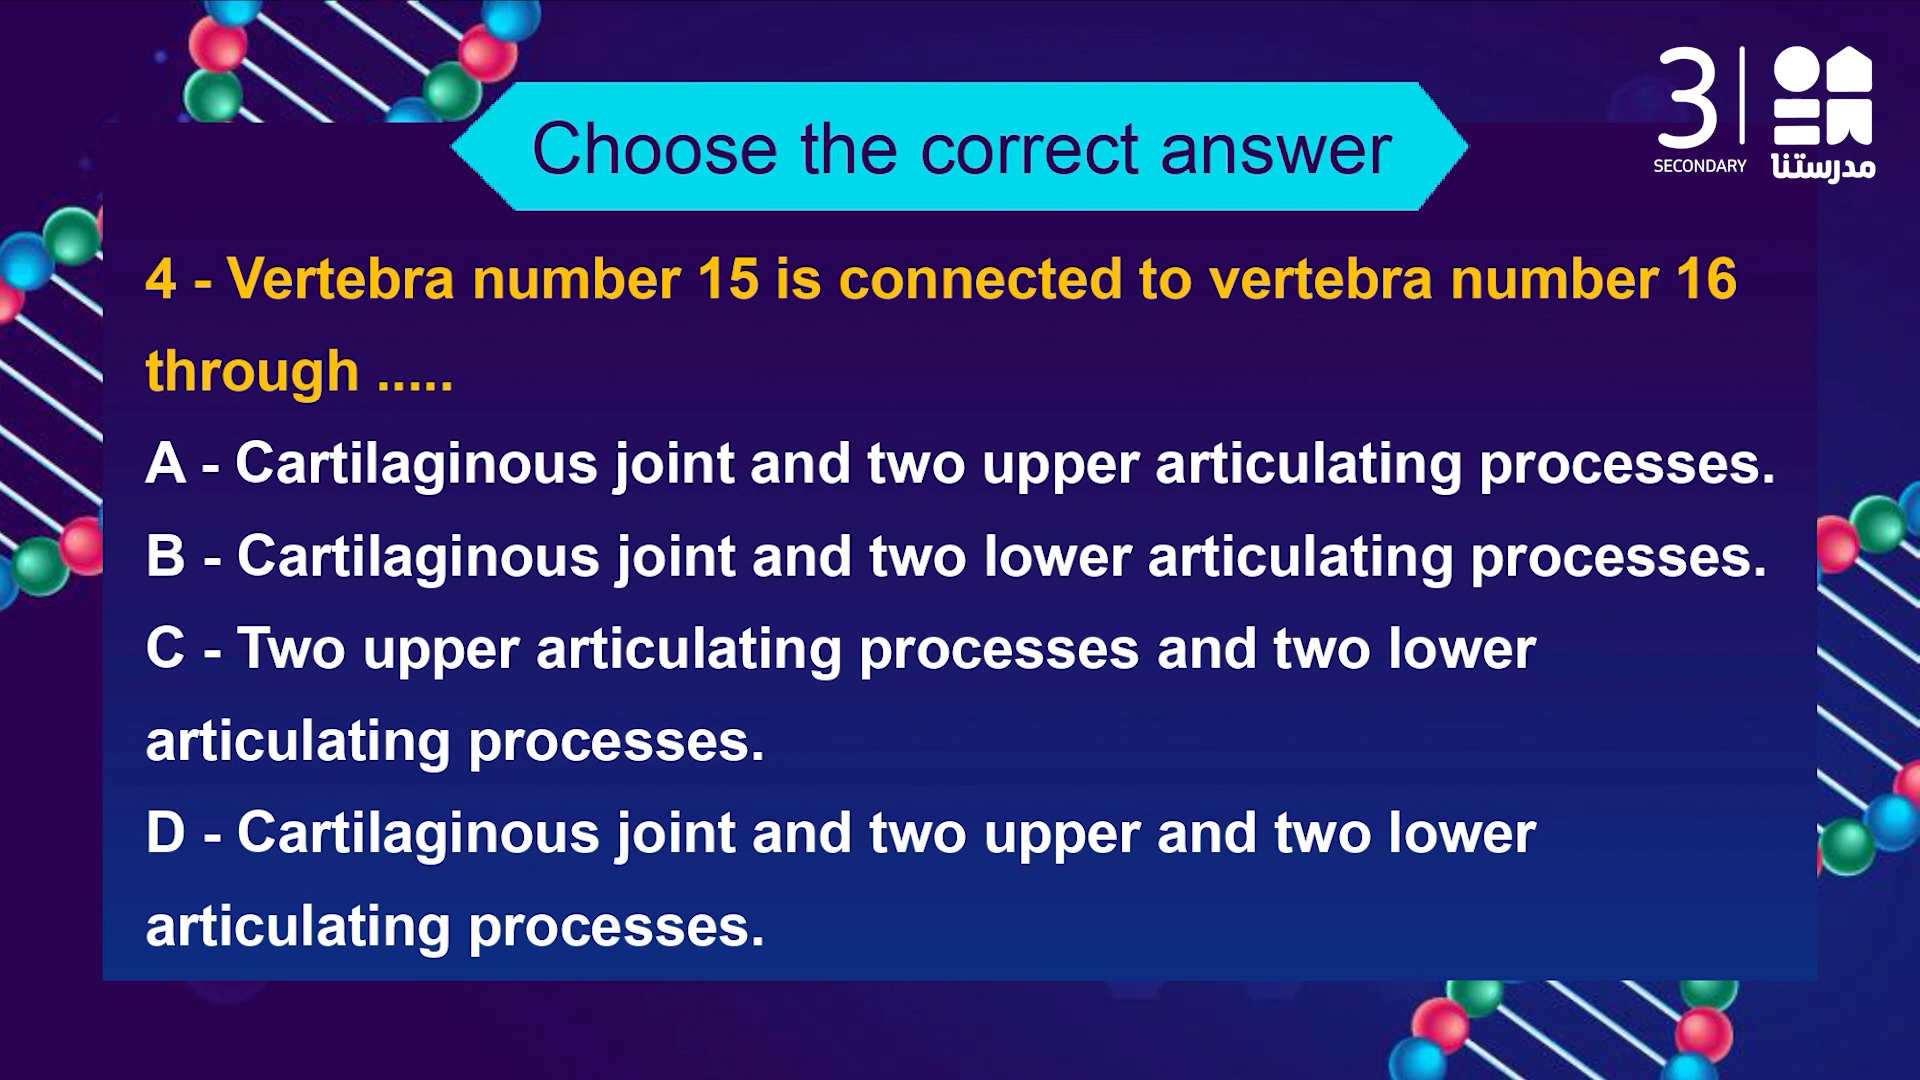 3
SECONDARY
مدرستنا
Choose the correct answer
4 - Vertebra number 15 is connected to vertebra number 16
through .....
A - Cartilaginous joint and two upper articulating processes.
B - Cartilaginous joint and two lower articulating processes.
C - Two upper articulating processes and two lower
articulating processes.
D - Cartilaginous joint and two upper and two lower
articulating processes.